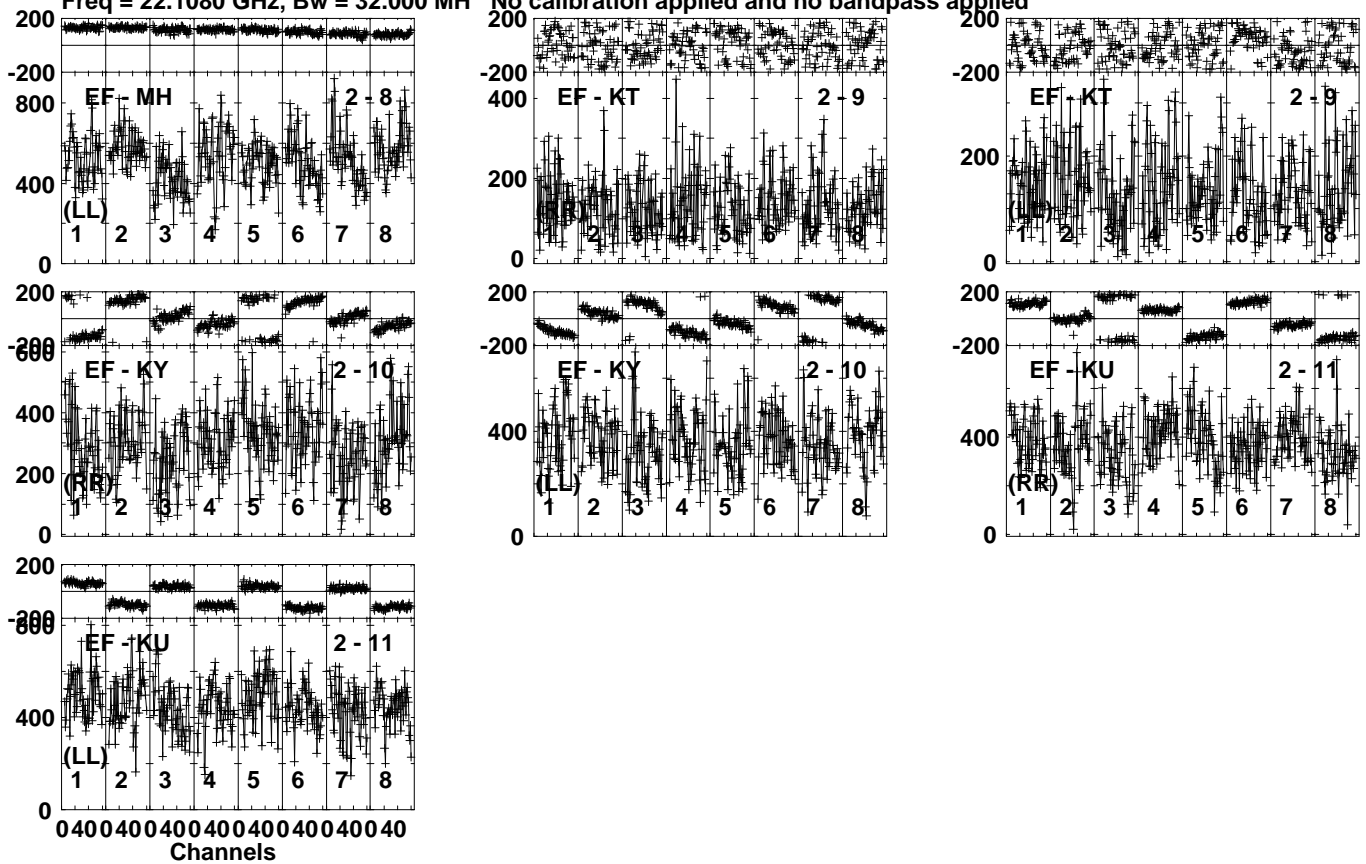 Freq = 22.1080 GHz, Bw = 32.000 MH No calibration applied and no bandpass applied
200
-200
EF - MH 2 - 8
800
400
0
(LL)
1 2 3 4 5 6 7 8
200
-200
EF - KT 2 - 9
400
200
0
(RR)
1 2 3 4 5 6 7 8
200
-200
EF - KT 2 - 9
200
0
(LL)
1 2 3 4 5 6 7 8
200
-200
EF - KY 2 - 10
600
400
200
0
(RR)
1 2 3 4 5 6 7 8
200
-200
EF - KY 2 - 10
400
0
(LL)
1 2 3 4 5 6 7 8
200
-200
EF - KU 2 - 11
400
0
(RR)
1 2 3 4 5 6 7 8
200
-200
EF - KU 2 - 11
800
400
0
(LL)
1 2 3 4 5 6 7 8
0 40 0 40 0 40 0 40 0 40 0 40 0 40 0 40
Channels